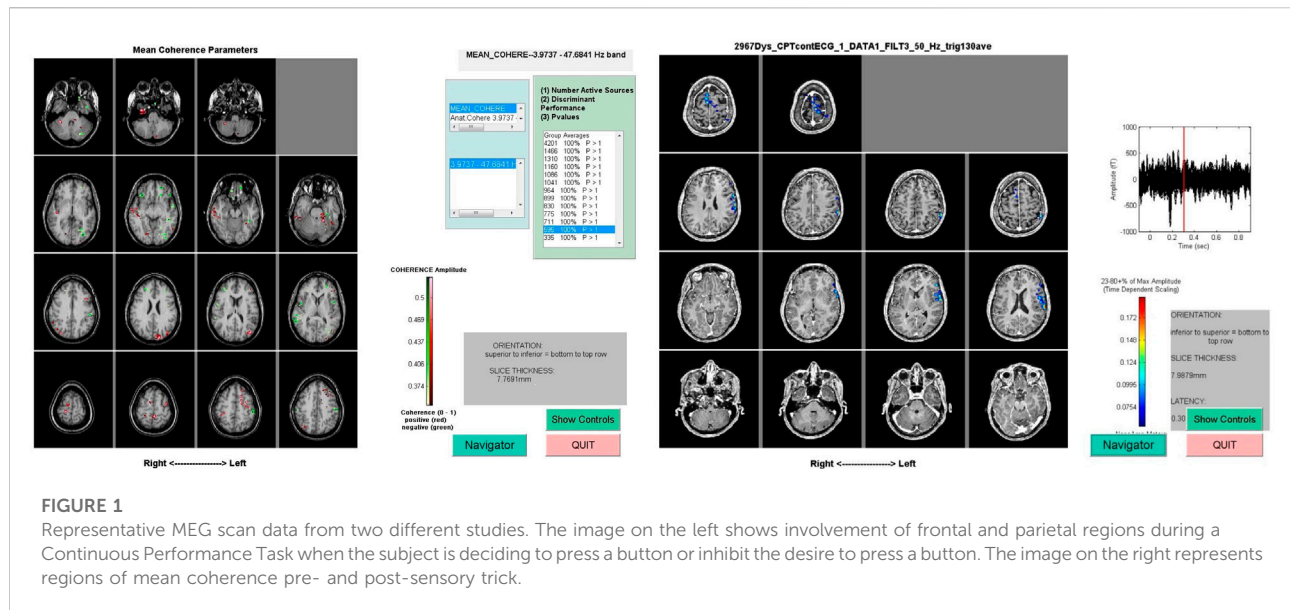 Mean Coherence Parameters
Right <----------------> Left
MEAN_COHERE--3.9737 - 47.6841 Hz band
MEAN_COHERE
Anat.Cohere 3.9737
3.9737 - 47.6841 H
(1) Number Active Sources
(2) Discriminant
Performance
(3) Pvalues
Group Averages
4201 100% P > 1
1466 100% P > 1
1310 100% P > 1
1160 100% P > 1
1086 100% P > 1
1041 100% P > 1
964 100% P > 1
899 100% P > 1
830 100% P > 1
775 100% P > 1
711 100% P > 1
100% P > 1
335 100% P > 1
COHERENCE Amplitude
0.5
0.469
0.437
0.406
0.374
Coherence (0 - 1)
positive (red)
negative (green)
ORIENTATION:
superior to inferior = bottom to top row
SLICE THICKNESS:
7.7691mm
Show Controls
Navigator
QUIT
2967Dys_CPTcontECG_1_DATA1_FILT3_50_Hz_trig130ave
Right <----------------> Left
1000
500
0
-500
-1000
Amplitude (fT)
0 0.2 0.4 0.6 0.8
Time (sec)
23-80+% of Max Amplitude
(Time Dependent Scaling)
0.172
0.146
0.124
0.0995
0.0754
ORIENTATION:
inferior to superior = bottom to
top row
SLICE THICKNESS:
7.9879mm
LATENCY:
0.30
Show Controls
Navigator
QUIT
FIGURE 1
Representative MEG scan data from two different studies. The image on the left shows involvement of frontal and parietal regions during a
Continuous Performance Task when the subject is deciding to press a button or inhibit the desire to press a button. The image on the right represents
regions of mean coherence pre- and post-sensory trick.